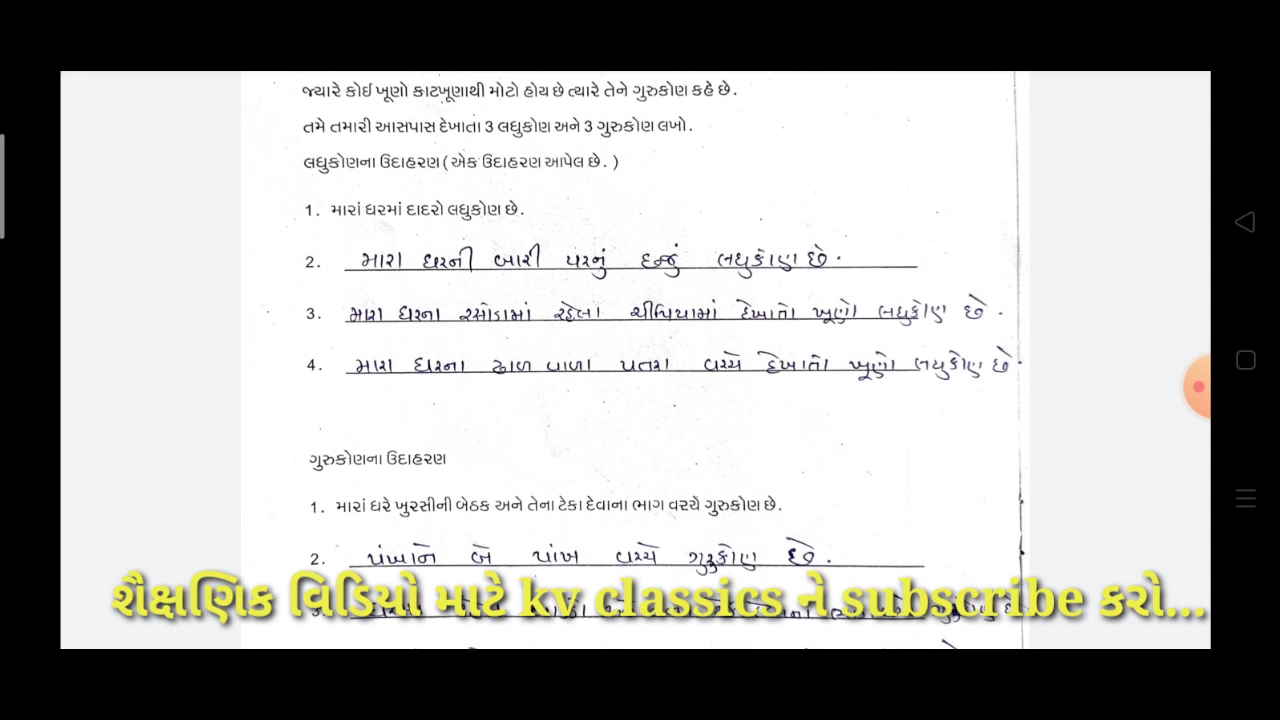 જ્યારે કોઈ ખૂણો કાટખૂણાથી મોટો હોય છે ત્યારે તેને ગુરુકોણ કહે છે.
તમે તમારી આસપાસ દેખાતા 3 લઘુકોણ અને 3 ગુરુકોણ લખો.
લઘુકોણના ઉદાહરણ ( એક ઉદાહરણ આપેલ છે. )
1. મારાં ઘરમાં દાદરો લઘુકોણ છે.
2. મારા ઘરની બારી પરનું છજ્જું લઘુકોણ છે.
3. મારા ઘરના રસોડામાં રહેલા ચીપિયામાં દેખાતો ખૂણો લઘુકોણ છે.
4. મારા ઘરના ઢાળ વાળા પતરા વચ્ચે દેખાતો ખૂણો લઘુકોણ છે.
ગુરુકોણના ઉદાહરણ
1. મારાં ઘરે ખુરસીની બેઠક અને તેના ટેકા દેવાના ભાગ વચ્ચે ગુરુકોણ છે.
2. પંખાને બે પાંખ વચ્ચે ગુરુકોણ છે.
શૈક્ષણિક વિડિયો માટે kv classics ને subscribe કરો...